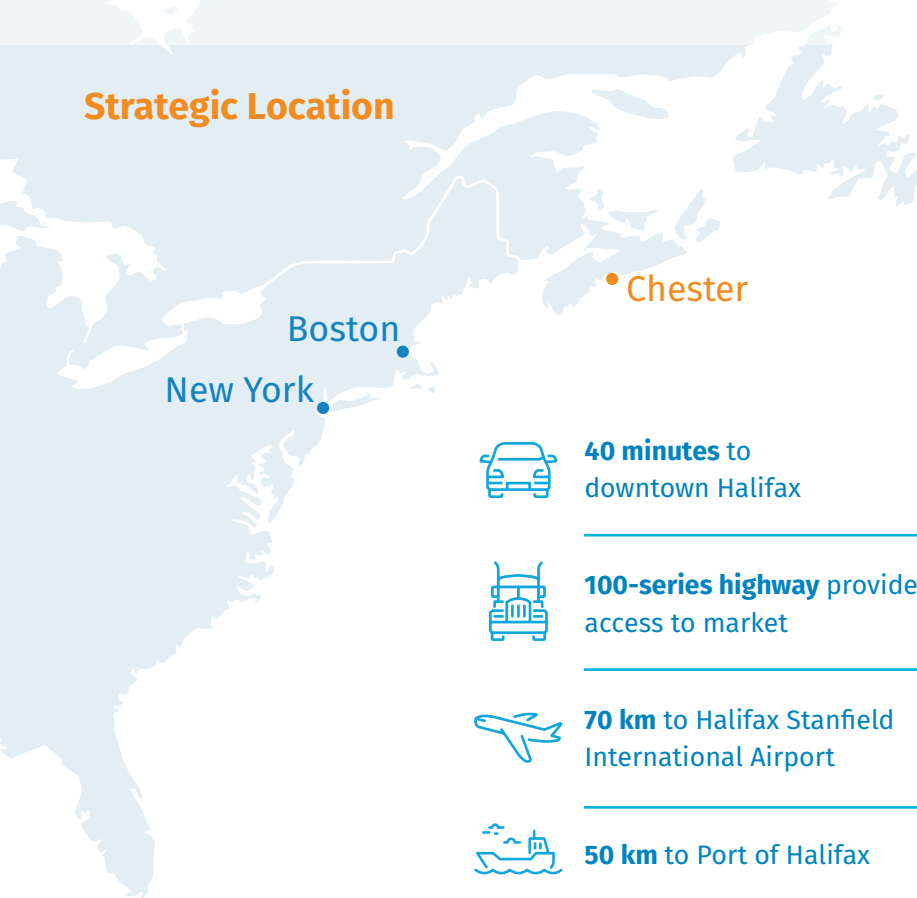 Strategic Location
Chester
Boston
New York
40 minutes to
downtown Halifax
100-series highway provide
access to market
70 km to Halifax Stanfield
International Airport
50 km to Port of Halifax